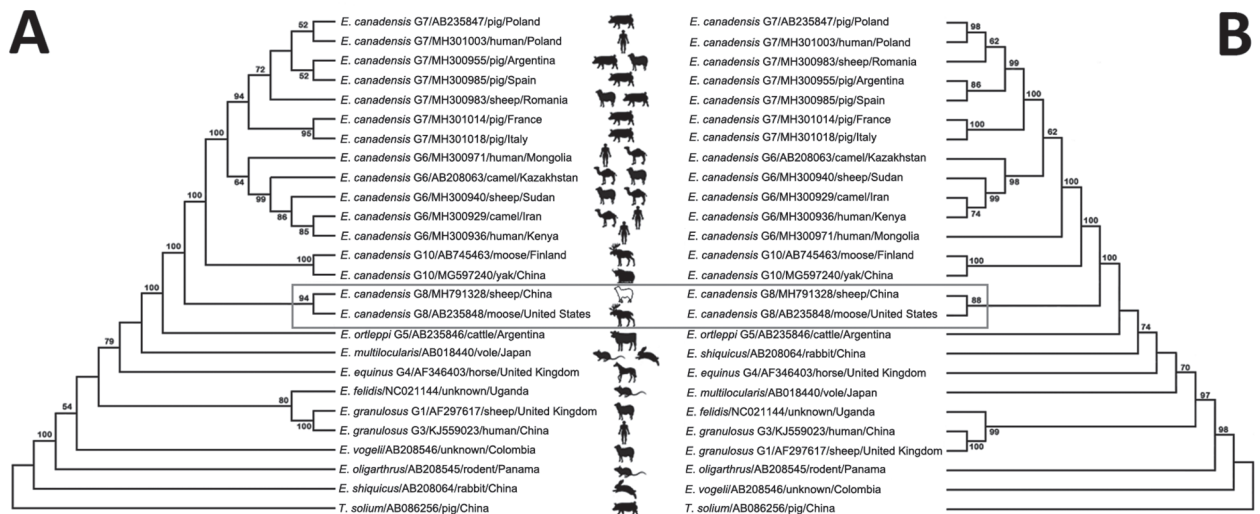 A
B
52
E. canadensis G7/AB235847/pig/Poland
E. canadensis G7/MH301003/human/Poland
72
52
E. canadensis G7/MH300955/pig/Argentina
E. canadensis G7/MH300985/pig/Spain
94
E. canadensis G7/MH300983/sheep/Romania
100
95
E. canadensis G7/MH301014/pig/France
E. canadensis G7/MH301018/pig/Italy
E. canadensis G6/MH300971/human/Mongolia
64
E. canadensis G6/AB208063/camel/Kazakhstan
99
E. canadensis G6/MH300940/sheep/Sudan
100
86
E. canadensis G6/MH300929/camel/Iran
85
E. canadensis G6/MH300936/human/Kenya
100
100
E. canadensis G10/AB745463/moose/Finland
E. canadensis G10/MG597240/yak/China
100
94
E. canadensis G8/MH791328/sheep/China
E. canadensis G8/AB235848/moose/United States
E. ortleppi G5/AB235846/cattle/Argentina
79
E. multilocularis/AB018440/vole/Japan
E. equinus G4/AF346403/horse/United Kingdom
80
E. felidis/NC021144/unknown/Uganda
54
E. granulosus G1/AF297617/sheep/United Kingdom
100
E. granulosus G3/KJ559023/human/China
100
E. vogeli/AB208546/unknown/Colombia
E. oligarthrus/AB208545/rodent/Panama
E. shiquicus/AB208064/rabbit/China
T. solium/AB086256/pig/China
E. canadensis G7/AB235847/pig/Poland
98
E. canadensis G7/MH301003/human/Poland
62
E. canadensis G7/MH300983/sheep/Romania
99
E. canadensis G7/MH300955/pig/Argentina
86
E. canadensis G7/MH300985/pig/Spain
100
E. canadensis G7/MH301014/pig/France
100
E. canadensis G7/MH301018/pig/Italy
62
E. canadensis G6/AB208063/camel/Kazakhstan
E. canadensis G6/MH300940/sheep/Sudan
98
100
E. canadensis G6/MH300929/camel/Iran
99
E. canadensis G6/MH300936/human/Kenya
74
E. canadensis G6/MH300971/human/Mongolia
100
E. canadensis G10/AB745463/moose/Finland
100
100
E. canadensis G10/MG597240/yak/China
E. canadensis G8/MH791328/sheep/China
88
E. canadensis G8/AB235848/moose/United States
E. ortleppi G5/AB235846/cattle/Argentina
74
E. shiquicus/AB208064/rabbit/China
E. equinus G4/AF346403/horse/United Kingdom
70
E. multilocularis/AB018440/vole/Japan
97
E. felidis/NC021144/unknown/Uganda
E. granulosus G3/KJ559023/human/China
99
98
E. granulosus G1/AF297617/sheep/United Kingdom
100
E. oligarthrus/AB208545/rodent/Panama
E. vogeli/AB208546/unknown/Colombia
T. solium/AB086256/pig/China